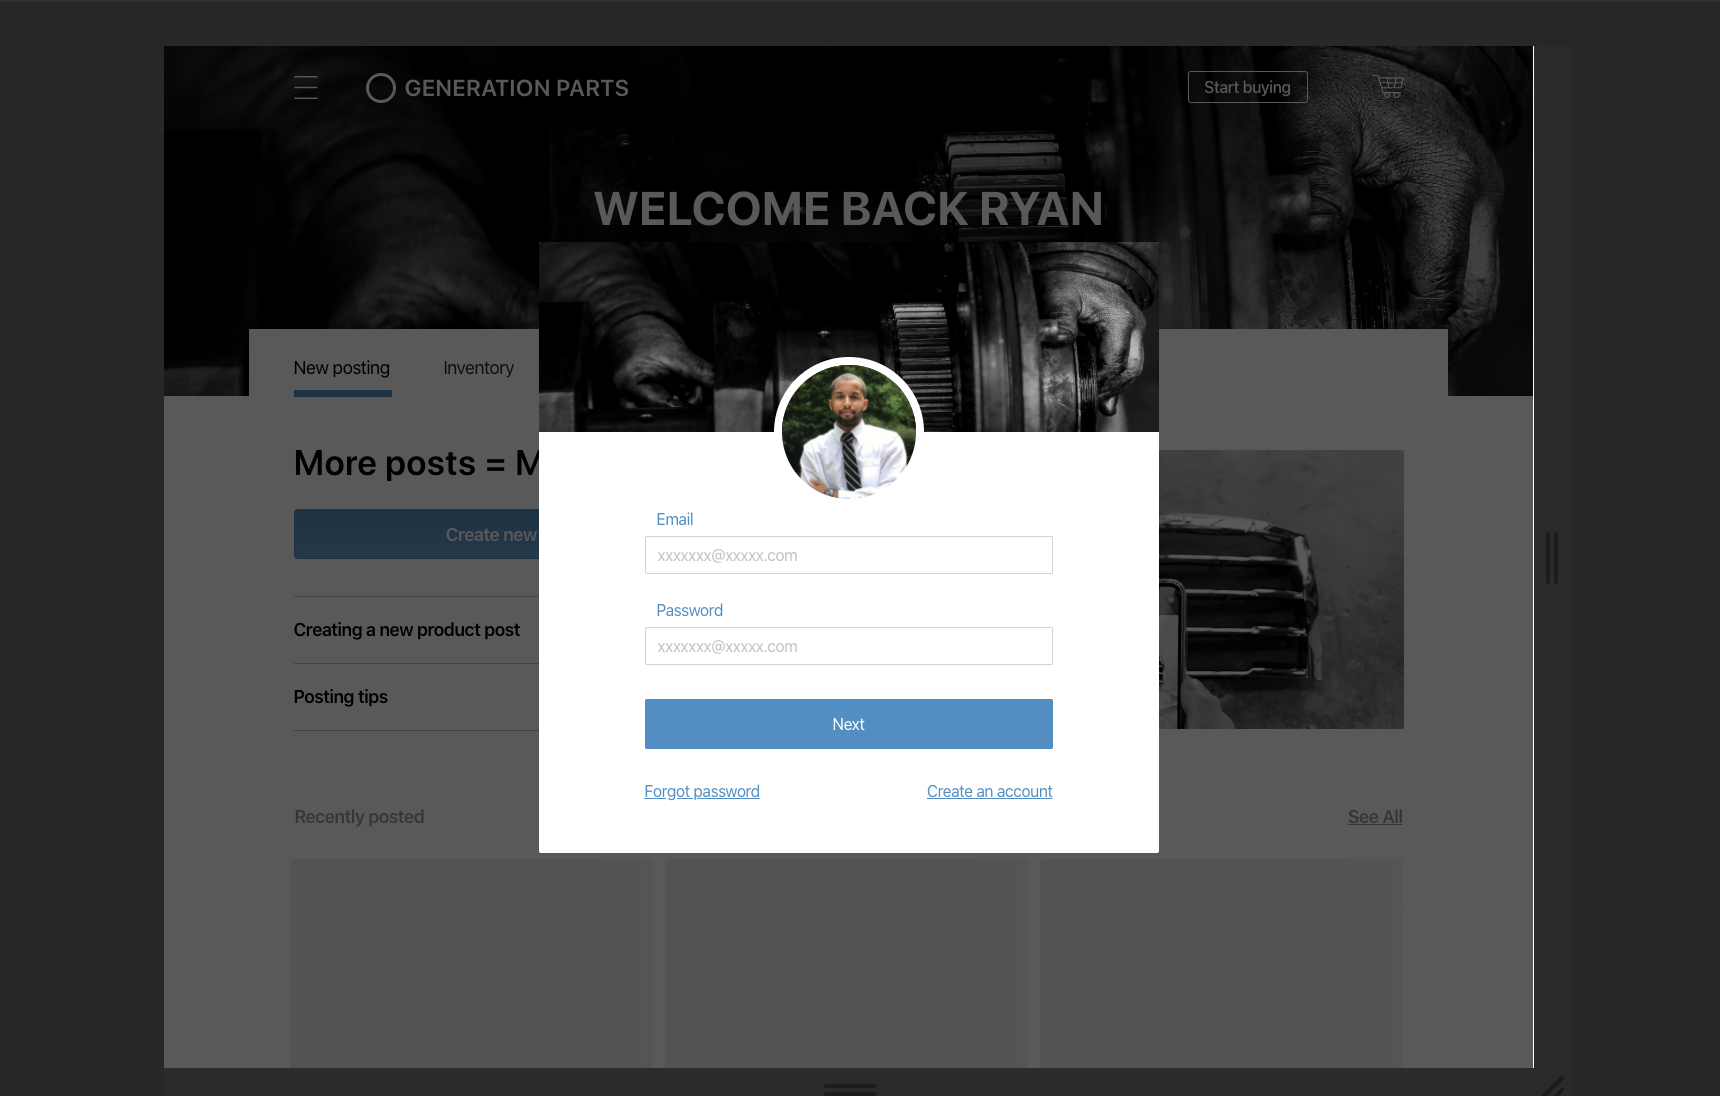 GENERATION PARTS
Start buying
WELCOME BACK RYAN
New posting
Inventory
More posts = M
Create new
Creating a new product post
Posting tips
Email
xxxxxxx@xxxxx.com
Password
xxxxxxx@xxxxx.com
Next
Forgot password
Create an account
Recently posted
See All